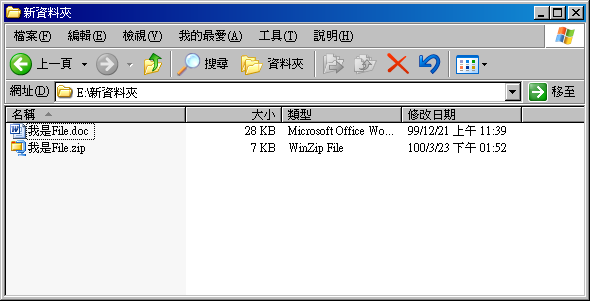 新資料夾
檔案(F) 編輯(E) 檢視(V) 我的最愛(A) 工具(T) 說明(H)
上一頁 搜尋 資料夾
網址(D) E:\新資料夾 移至
名稱 大小 類型 修改日期
我是File.doc 28 KB Microsoft Office Wo... 99/12/21 上午 11:39
我是File.zip 7 KB WinZip File 100/3/23 下午 01:52